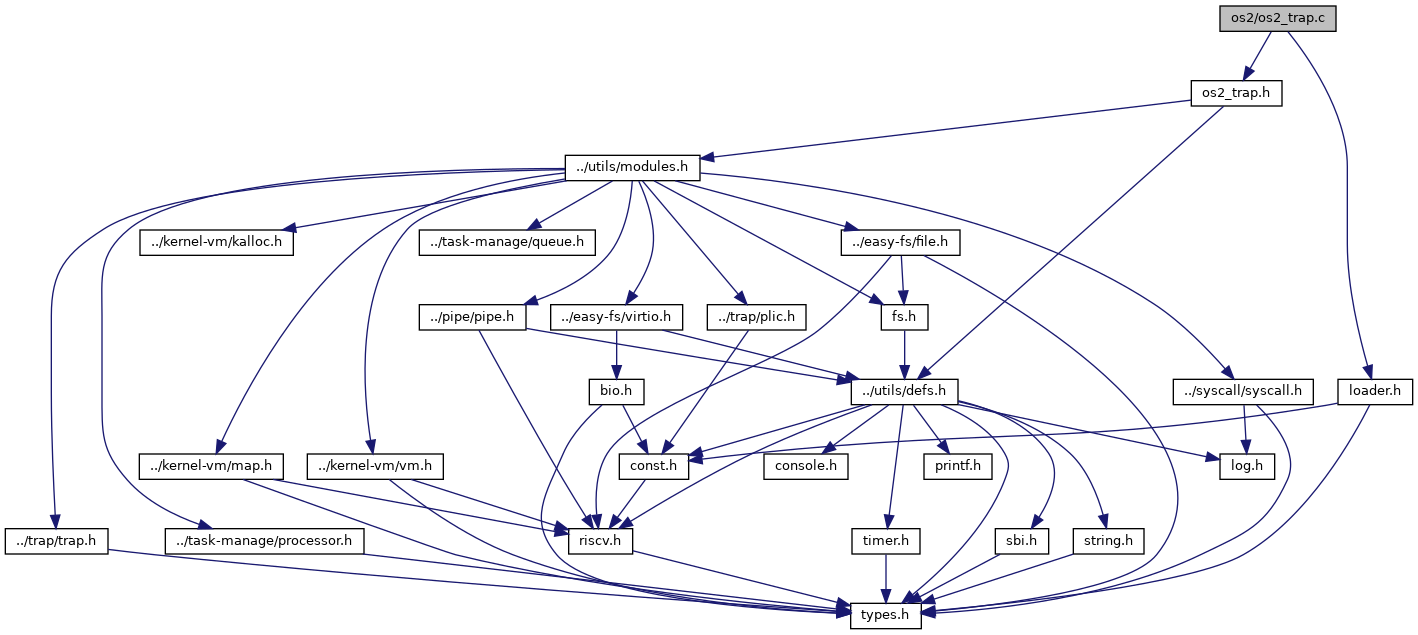 os2/os2_trap.c
os2_trap.h
../utils/modules.h
../kernel-vm/kalloc.h
../task-manage/queue.h
../easy-fs/file.h
../pipe/pipe.h
../easy-fs/virtio.h
../trap/plic.h
fs.h
bio.h
../utils/defs.h
../syscall/syscall.h
loader.h
../kernel-vm/map.h
../kernel-vm/vm.h
const.h
console.h
printf.h
log.h
../trap/trap.h
../task-manage/processor.h
riscv.h
timer.h
sbi.h
string.h
types.h